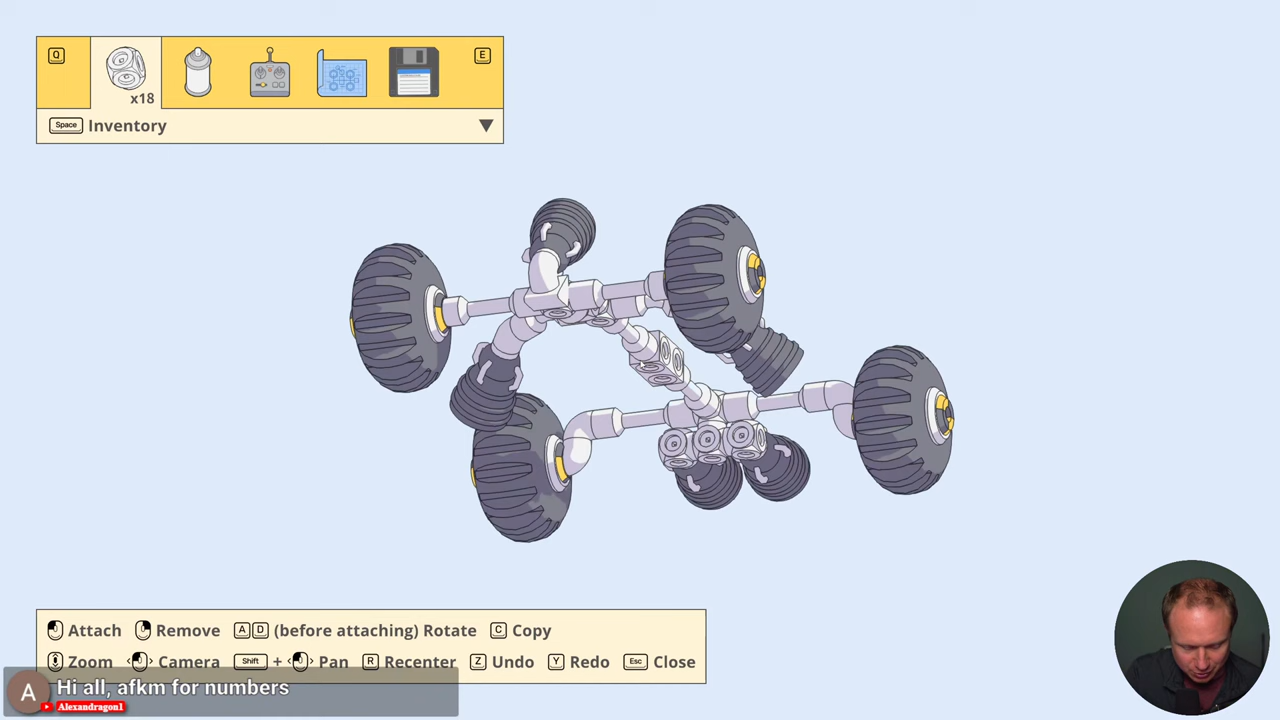 Q
E
x18
Space Inventory
Attach Remove A D (before attaching) Rotate C Copy
Zoom Camera Shift + Pan R Recenter Z Undo Y Redo Esc Close
A Hi all, afkm for numbers
Alexandragon1